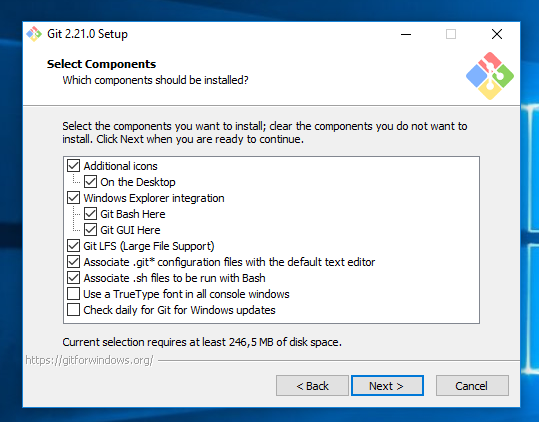 Git 2.21.0 Setup
Select Components
Which components should be installed?
Select the components you want to install; clear the components you do not want to
install. Click Next when you are ready to continue.
Additional icons
On the Desktop
Windows Explorer integration
Git Bash Here
Git GUI Here
Git LFS (Large File Support)
Associate .git* configuration files with the default text editor
Associate .sh files to be run with Bash
Use a TrueType font in all console windows
Check daily for Git for Windows updates
Current selection requires at least 246,5 MB of disk space.
https://gitforwindows.org/
< Back
Next >
Cancel